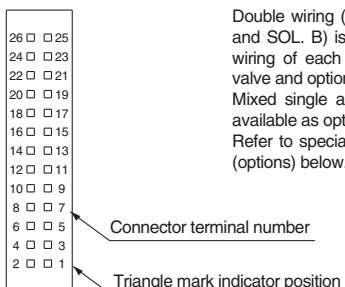 Double wiring (
and SOL. B) is
wiring of each
valve and option
Mixed single a
available as opt
Refer to specia
(options) below.
26 25
24 23
22 21
20 19
18 17
16 15
14 13
12 11
10 9
8 7
6 5
4 3
2 1
Connector terminal number
Triangle mark indicator position